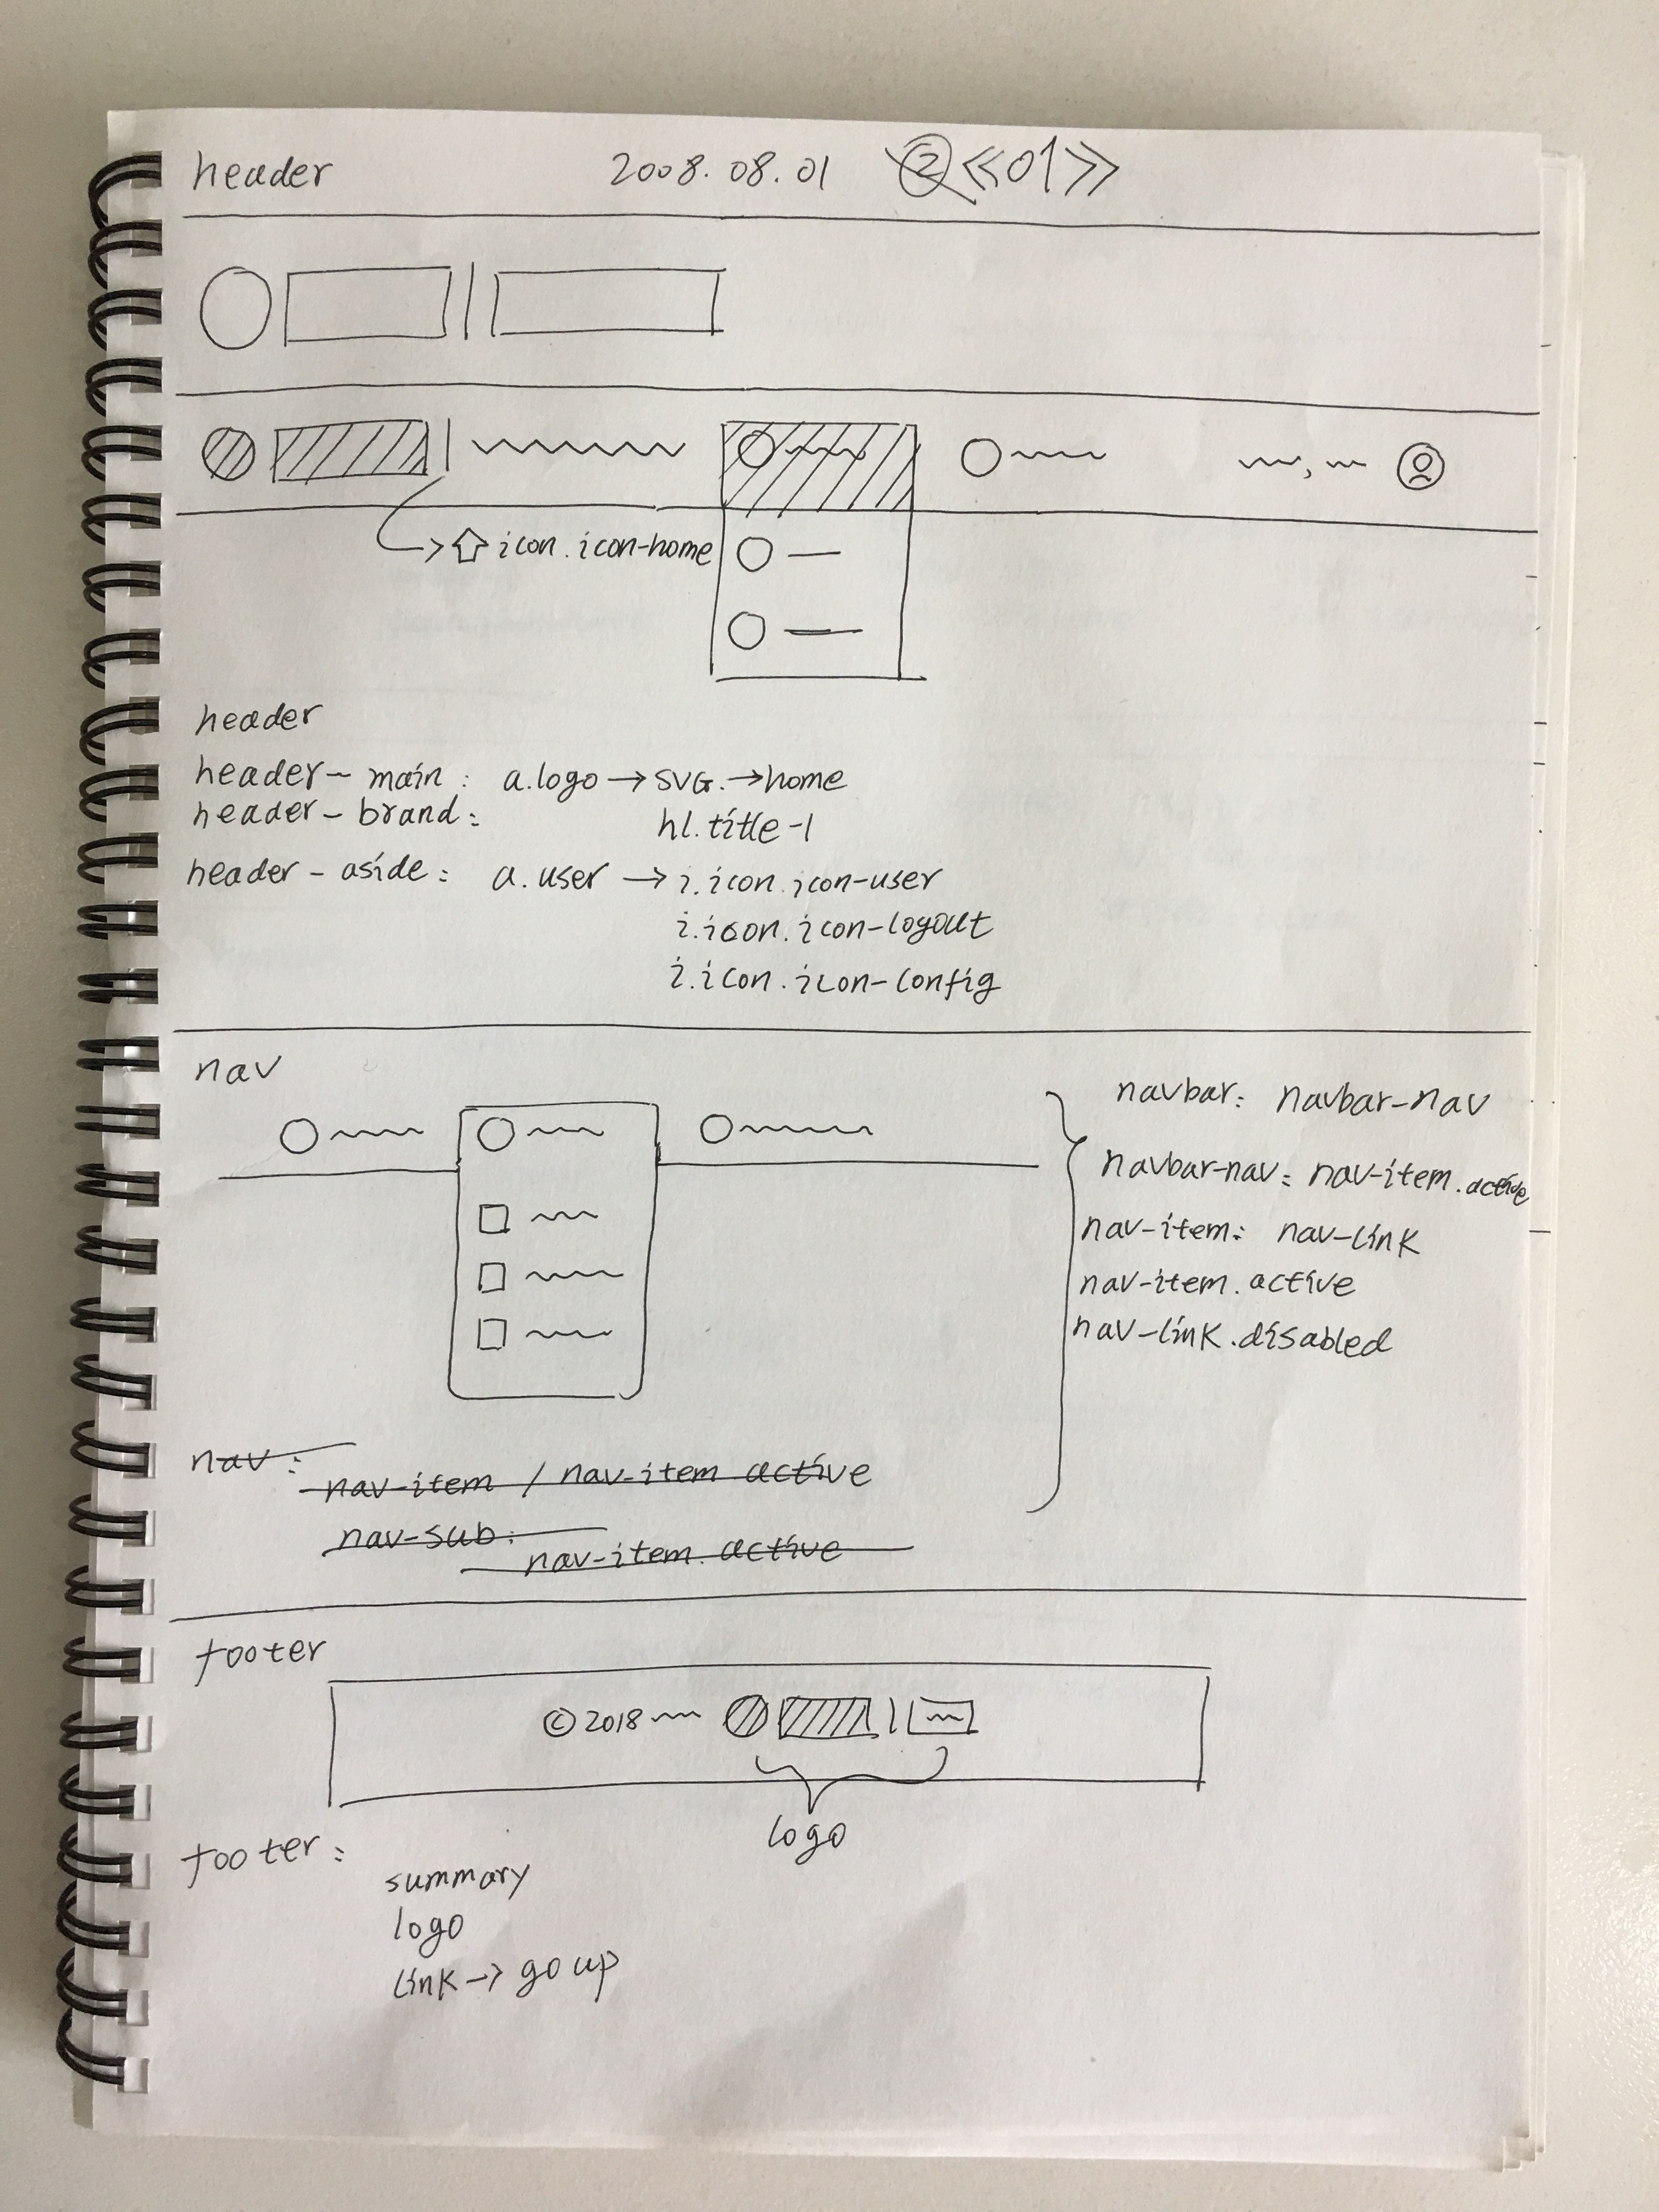 header 2008.08.01 ② <<01>>
icon.icon-home
header
header-main: a.logo → SVG. → home
header-brand: h1.title-1
header-aside: a.user → i.icon.icon-user
i.icon.icon-logout
i.icon.icon-config
nav
navbar: navbar-nav
navbar-nav: nav-item.active
nav-item: nav-link
nav-item.active
nav-link.disabled
nav:
nav-item / nav-item active
nav-sub:
nav-item.active
footer
©2018
logo
footer:
summary
logo
link → go up